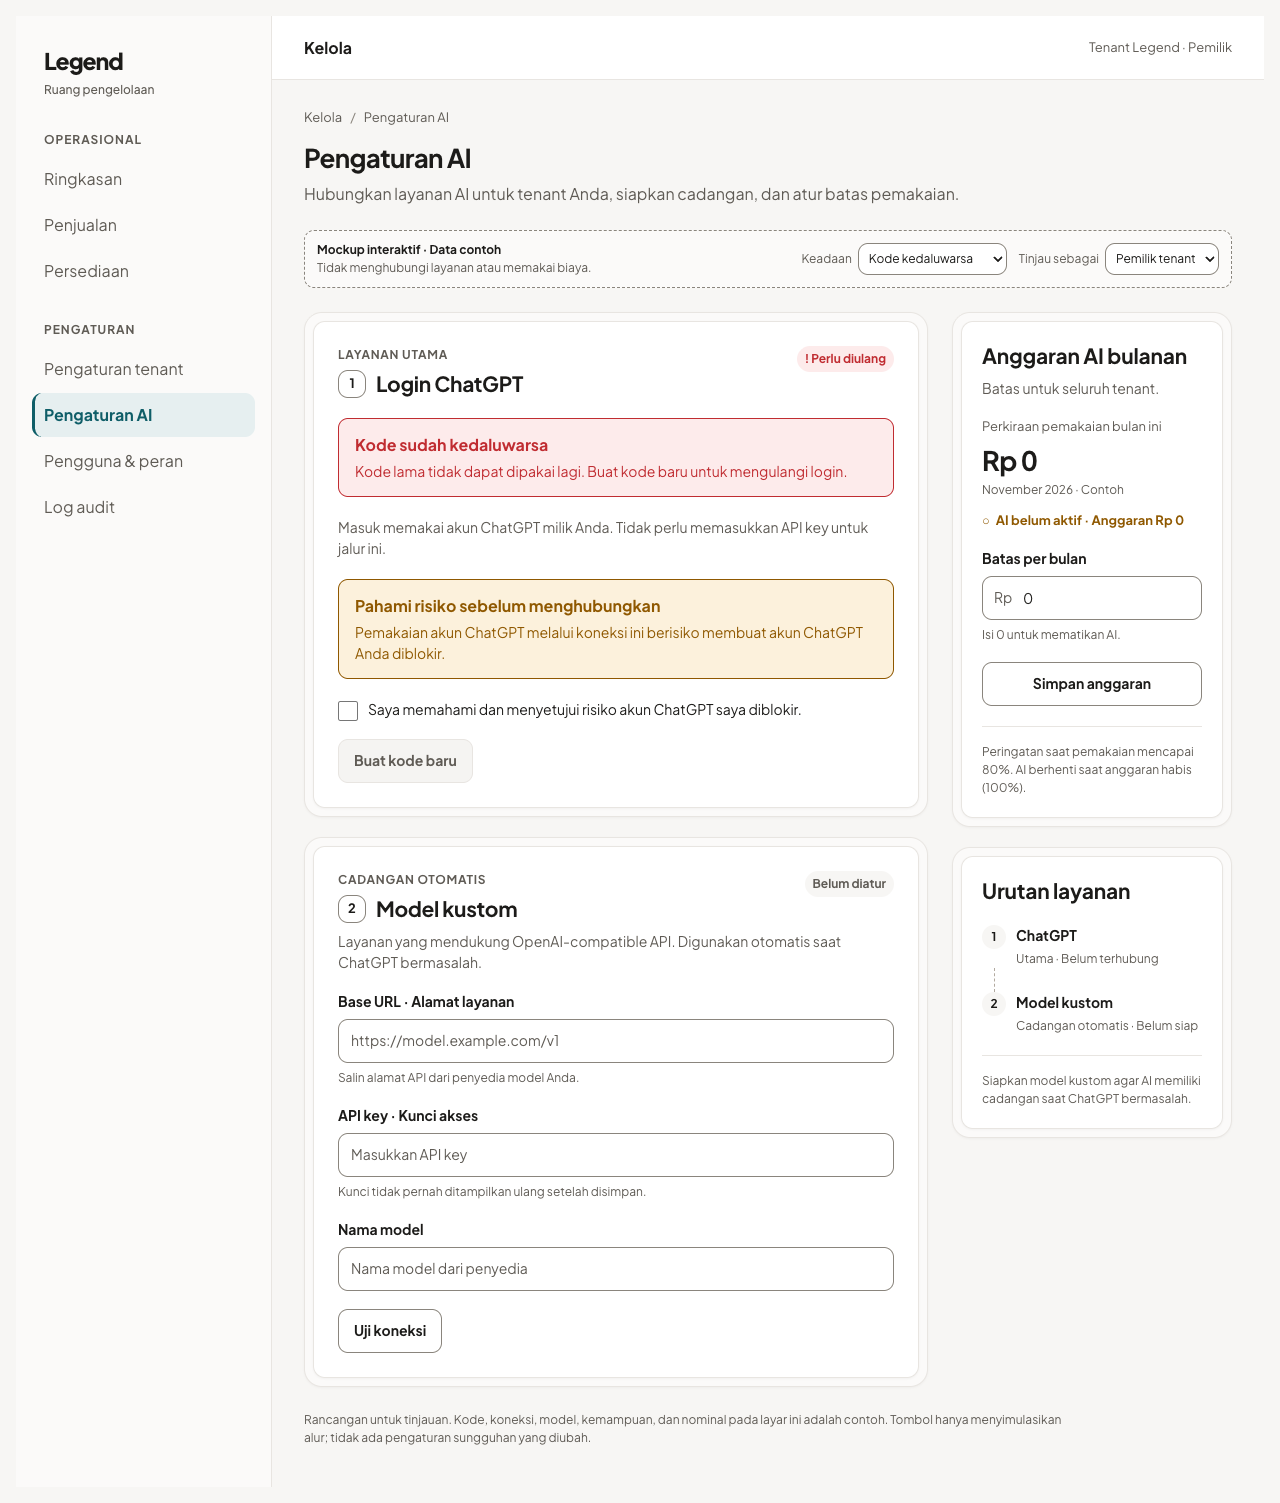 Legend
Ruang pengelolaan
OPERASIONAL
Ringkasan
Penjualan
Persediaan
PENGATURAN
Pengaturan tenant
Pengaturan AI
Pengguna & peran
Log audit
Kelola
Tenant Legend · Pemilik
Kelola / Pengaturan AI
Pengaturan AI
Hubungkan layanan AI untuk tenant Anda, siapkan cadangan, dan atur batas pemakaian.
Mockup interaktif · Data contoh
Tidak menghubungi layanan atau memakai biaya.
Keadaan Kode kedaluwarsa Tinjau sebagai Pemilik tenant
LAYANAN UTAMA
! Perlu diulang
1 Login ChatGPT
Kode sudah kedaluwarsa
Kode lama tidak dapat dipakai lagi. Buat kode baru untuk mengulangi login.
Masuk memakai akun ChatGPT milik Anda. Tidak perlu memasukkan API key untuk
jalur ini.
Pahami risiko sebelum menghubungkan
Pemakaian akun ChatGPT melalui koneksi ini berisiko membuat akun ChatGPT
Anda diblokir.
Saya memahami dan menyetujui risiko akun ChatGPT saya diblokir.
Buat kode baru
CADANGAN OTOMATIS
Belum diatur
2 Model kustom
Layanan yang mendukung OpenAI-compatible API. Digunakan otomatis saat
ChatGPT bermasalah.
Base URL · Alamat layanan
https://model.example.com/v1
Salin alamat API dari penyedia model Anda.
API key · Kunci akses
Masukkan API key
Kunci tidak pernah ditampilkan ulang setelah disimpan.
Nama model
Nama model dari penyedia
Uji koneksi
Anggaran AI bulanan
Batas untuk seluruh tenant.
Perkiraan pemakaian bulan ini
Rp 0
November 2026 · Contoh
○ AI belum aktif · Anggaran Rp 0
Batas per bulan
Rp 0
Isi 0 untuk mematikan AI.
Simpan anggaran
Peringatan saat pemakaian mencapai
80%. AI berhenti saat anggaran habis
(100%).
Urutan layanan
1 ChatGPT
Utama · Belum terhubung
2 Model kustom
Cadangan otomatis · Belum siap
Siapkan model kustom agar AI memiliki
cadangan saat ChatGPT bermasalah.
Rancangan untuk tinjauan. Kode, koneksi, model, kemampuan, dan nominal pada layar ini adalah contoh. Tombol hanya menyimulasikan
alur; tidak ada pengaturan sungguhan yang diubah.